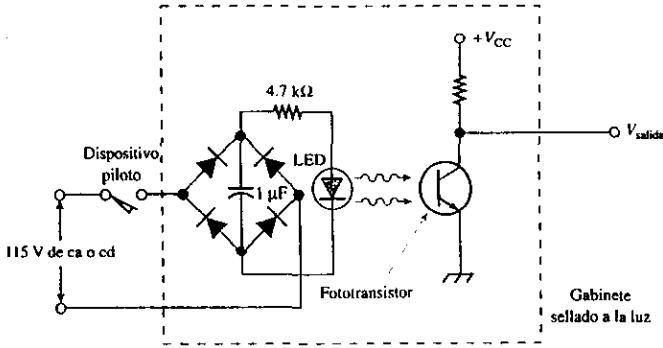 +V_CC
4.7 kΩ
V_salida
Dispositivo
piloto
LED
1 μF
115 V de ca o cd
Fototransistor
Gabinete
sellado a la luz